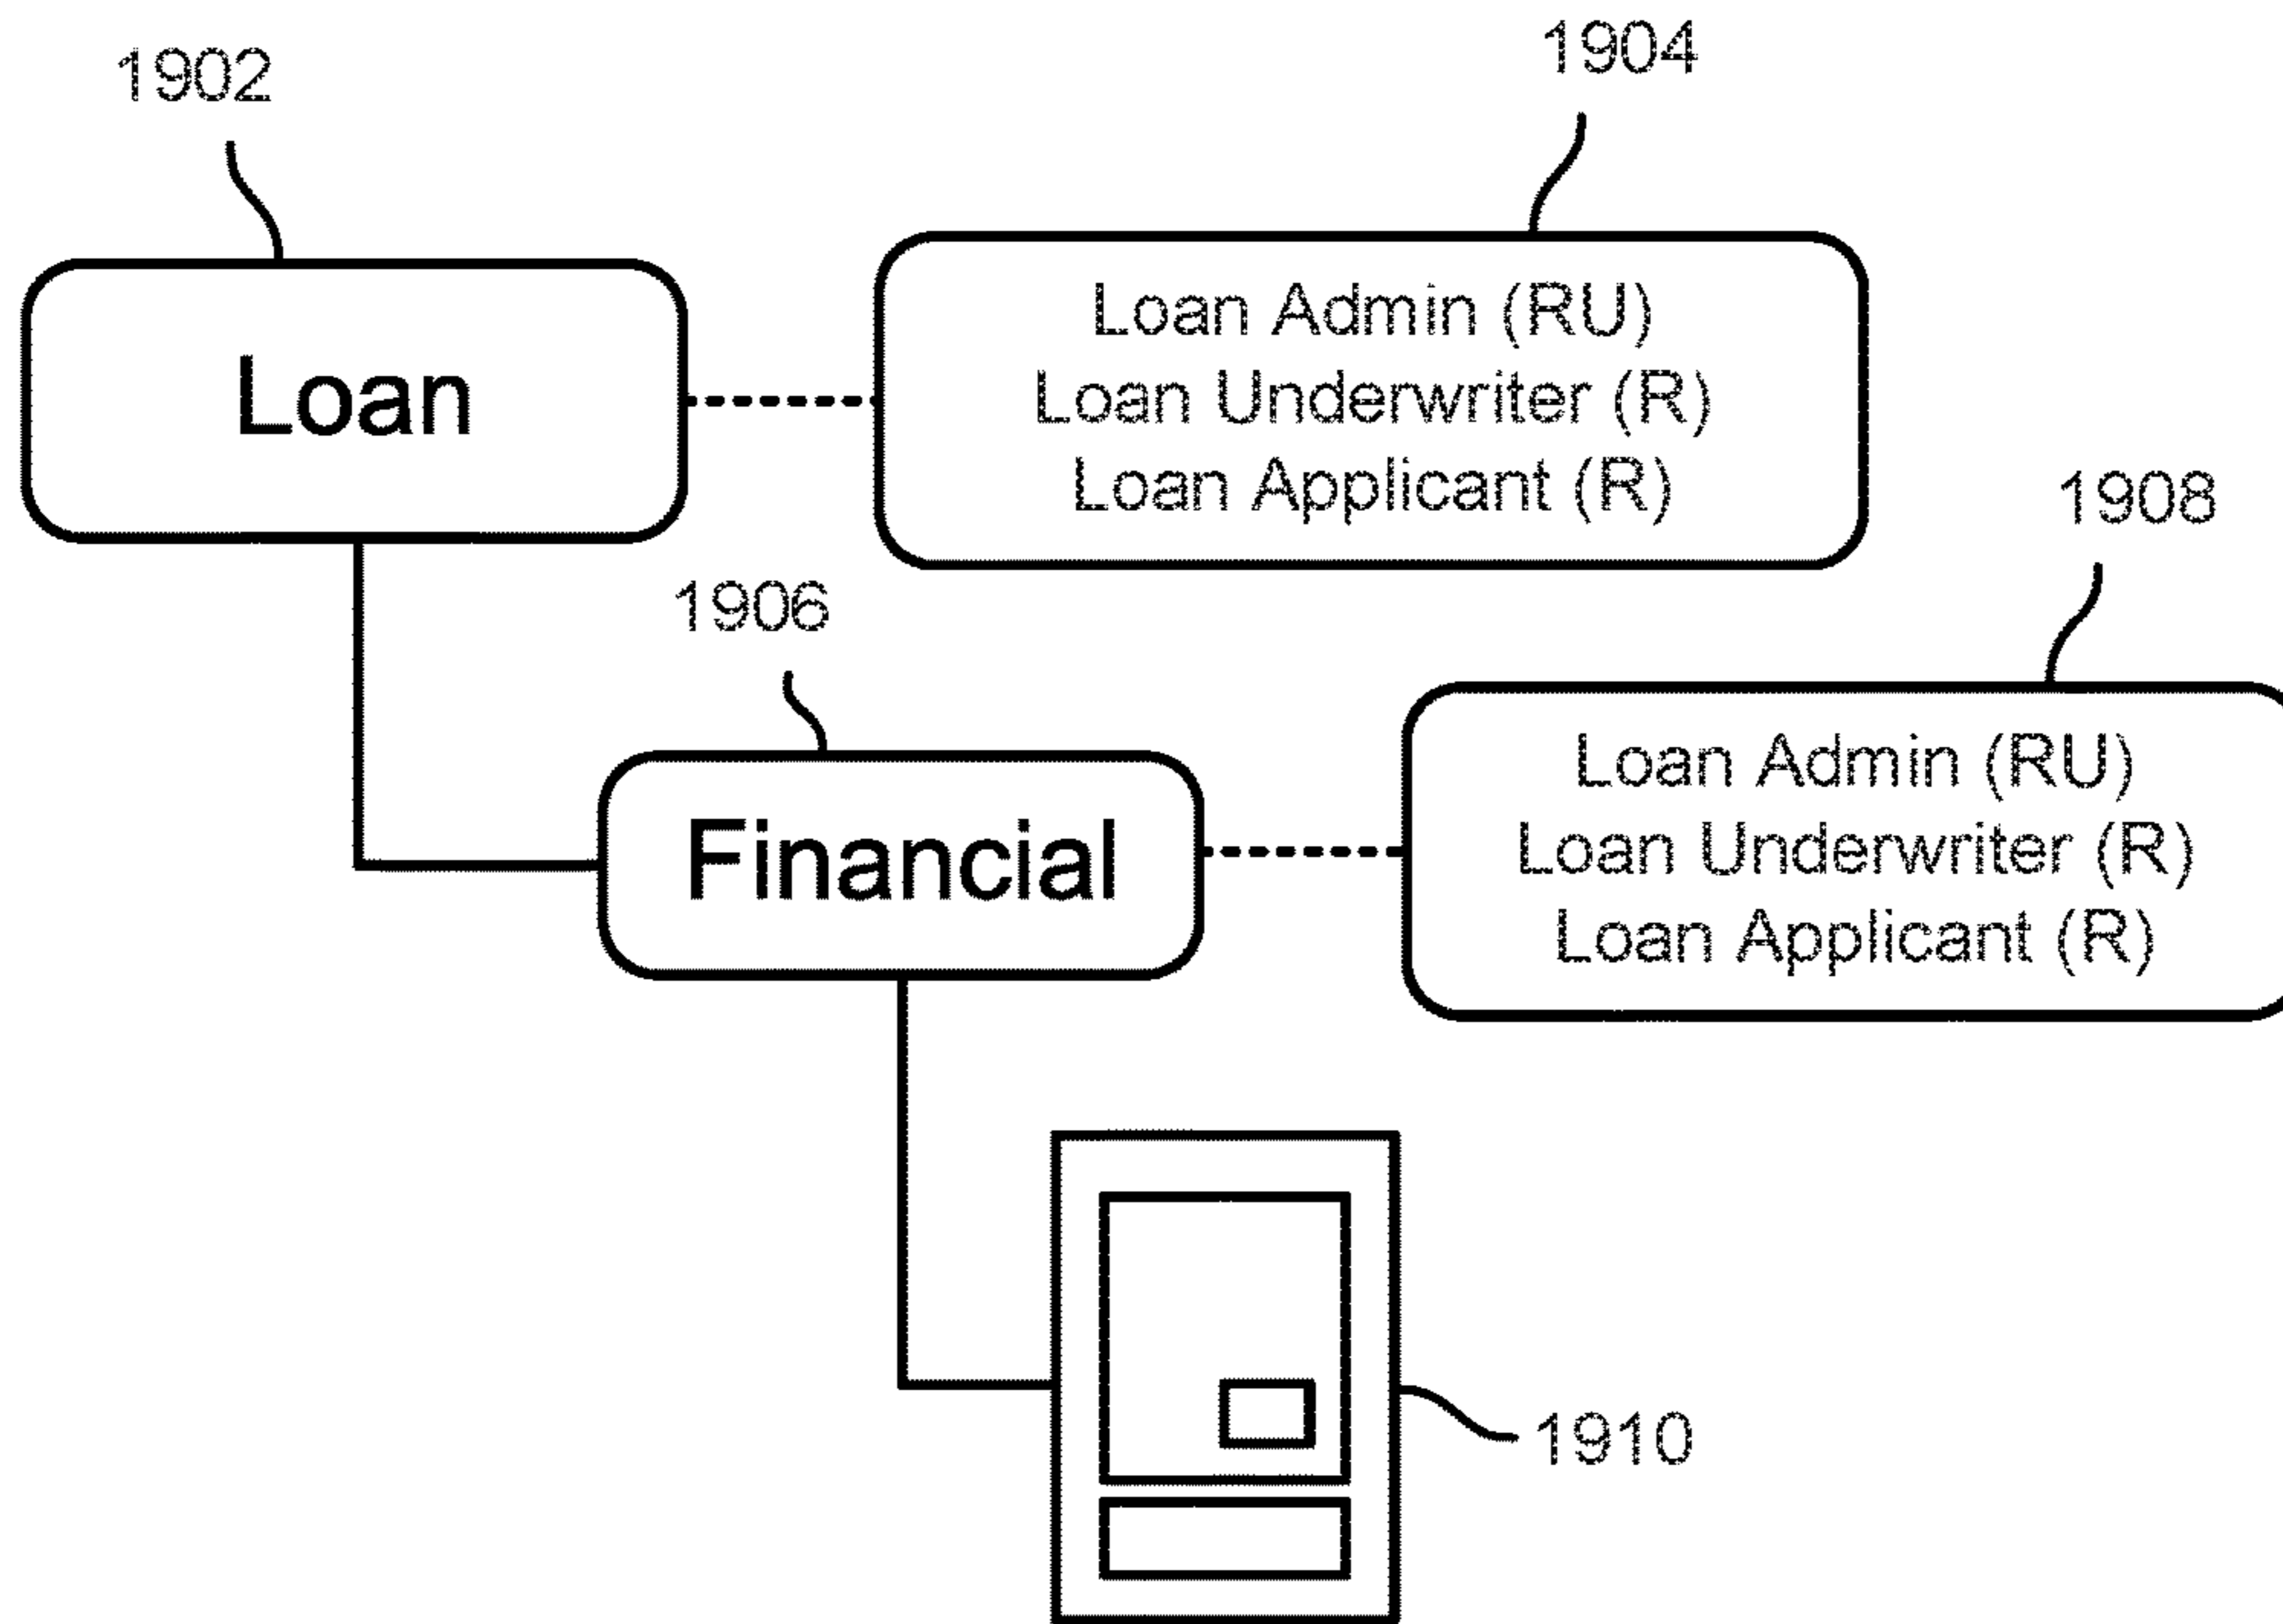 1902
1904
Loan
Loan Admin (RU)
Loan Underwriter (R)
Loan Applicant (R)
1906
1908
Financial
Loan Admin (RU)
Loan Underwriter (R)
Loan Applicant (R)
1910